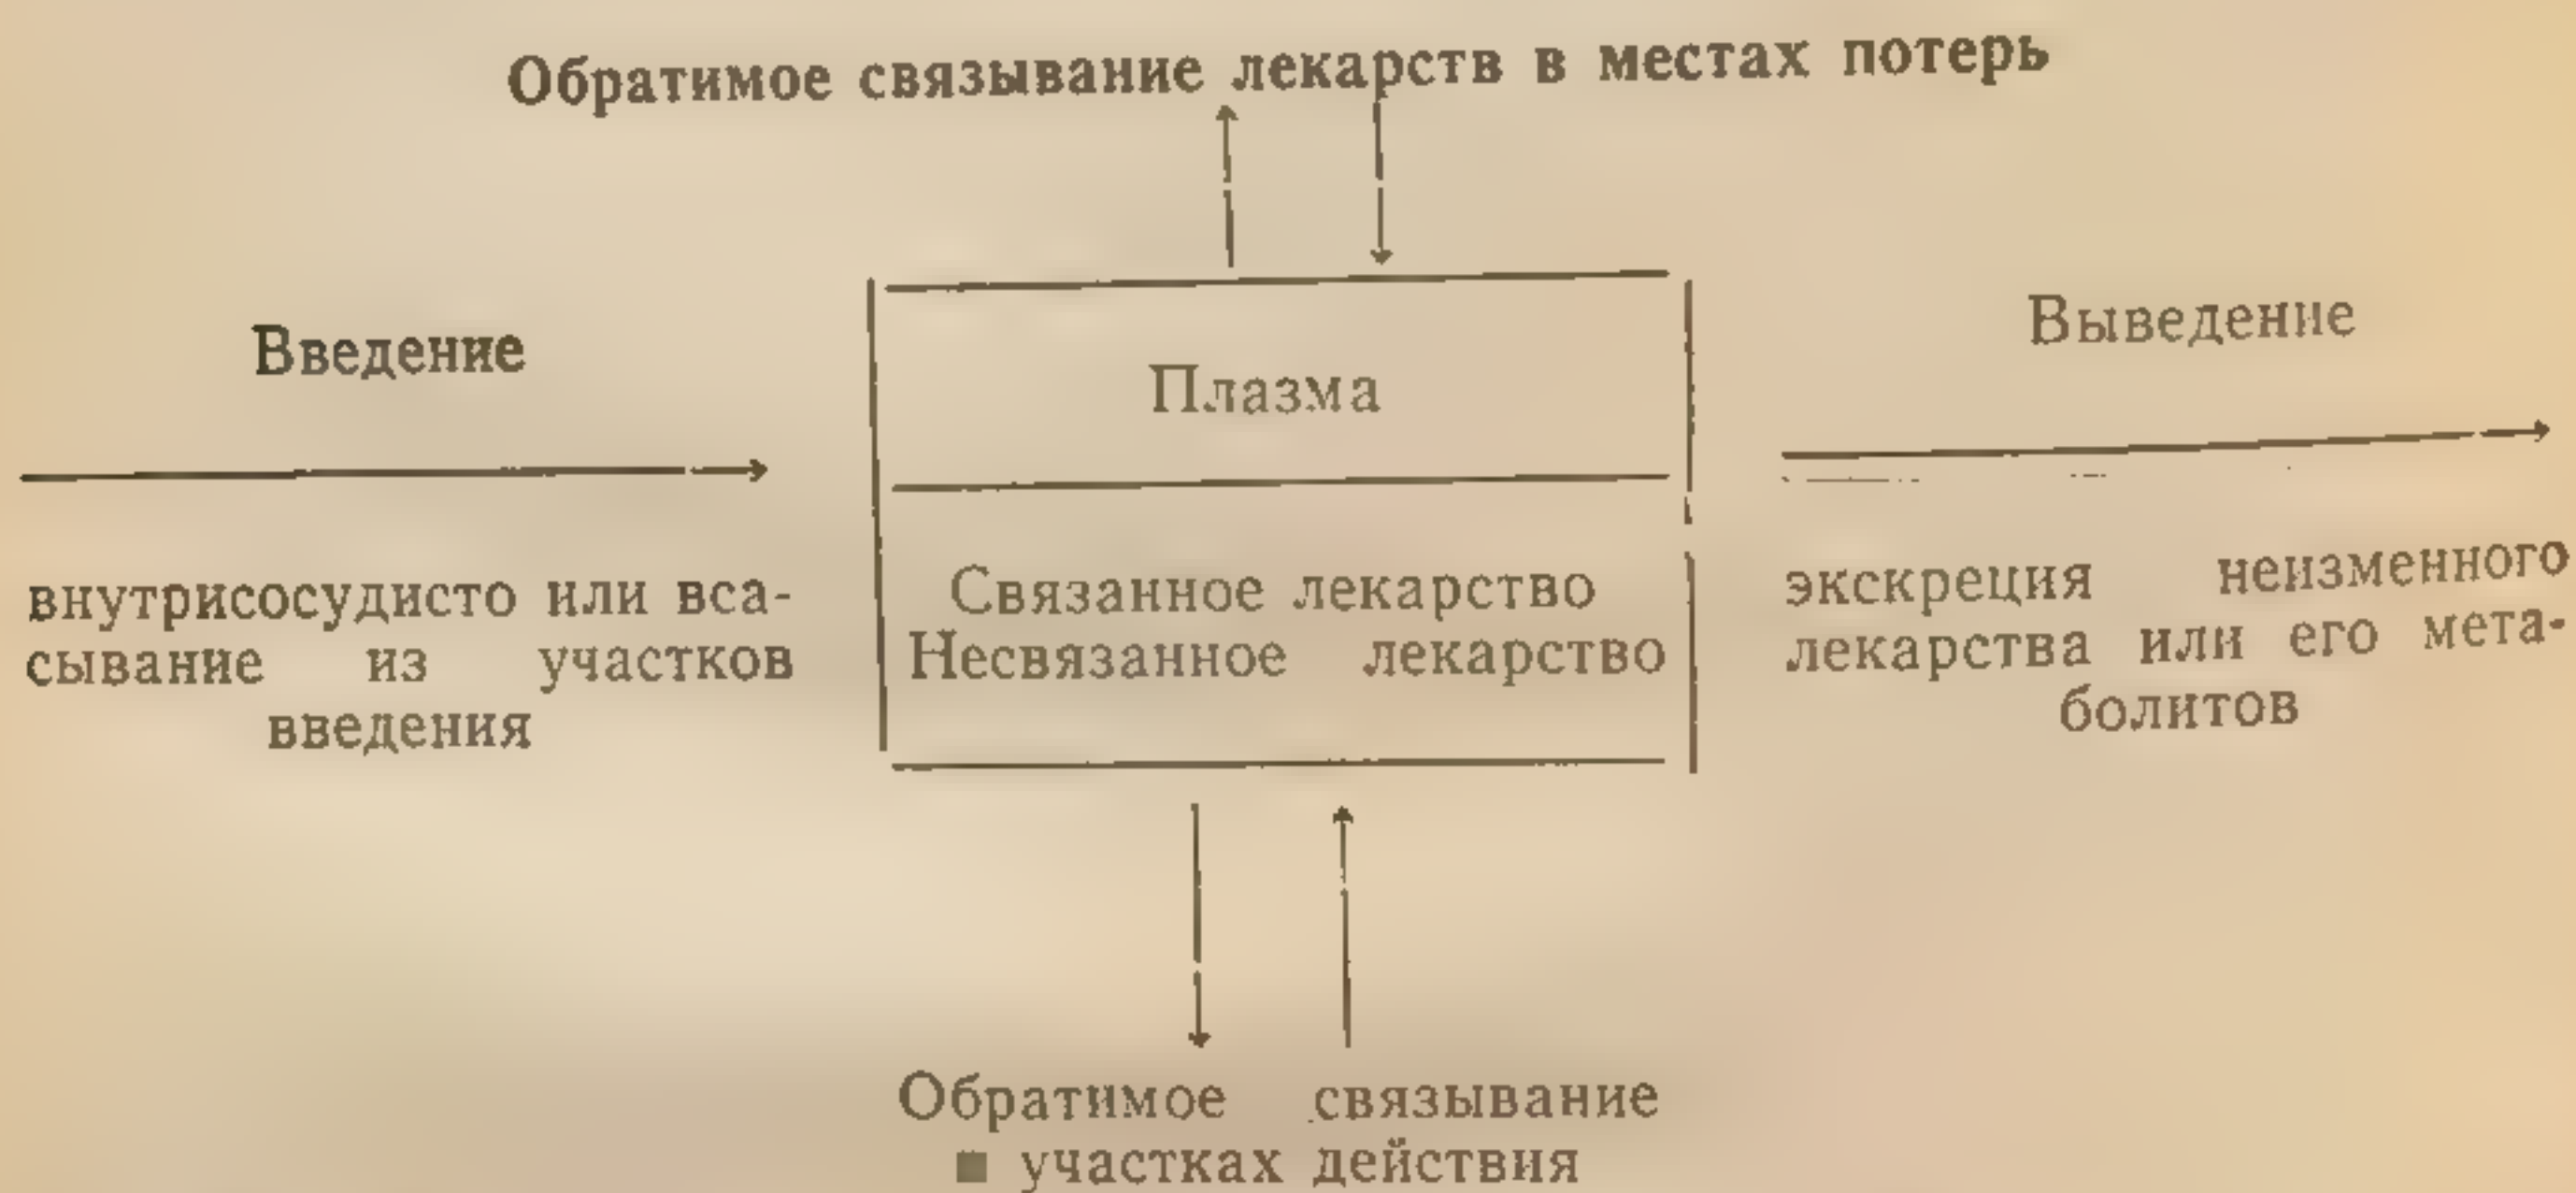 Обратимое связывание лекарств в местах потерь
Введение
внутрисосудисто или вса-
сывание из участков
введения
Плазма
Связанное лекарство
Несвязанное лекарство
Выведение
экскреция неизменного
лекарства или его мета-
болитов
Обратимое связывание
участках действия